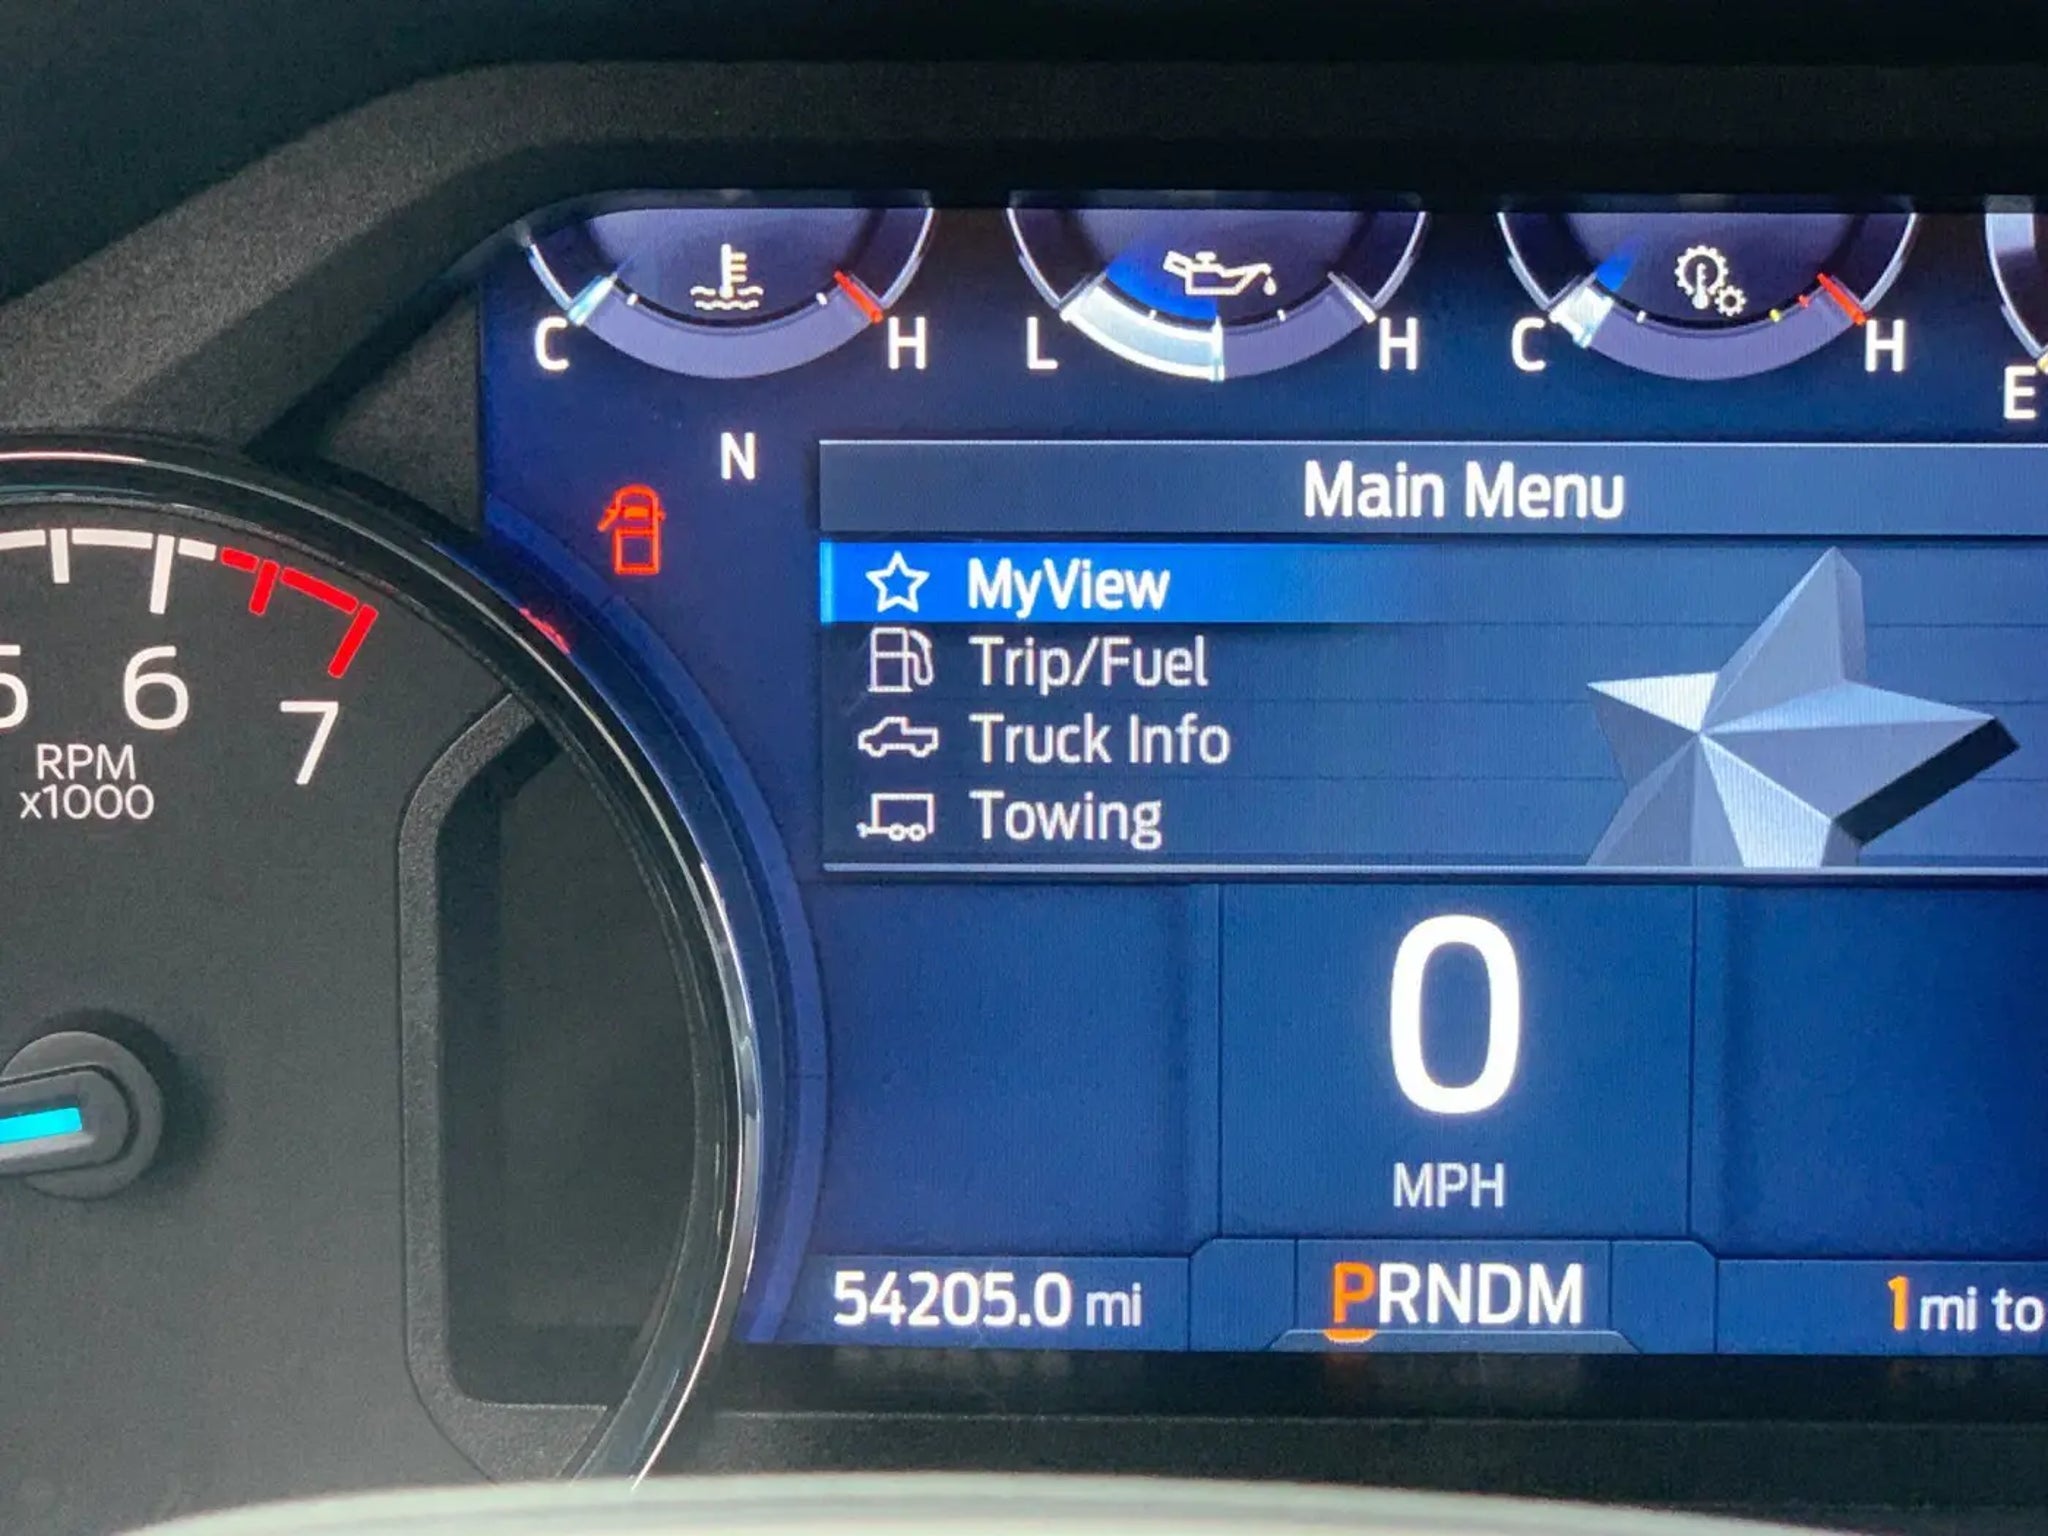 C H L H C H E
N
Main Menu
MyView
Trip/Fuel
Truck Info
Towing
5 6 7
RPM
x1000
0
MPH
54205.0 mi PRNDM 1 mi to